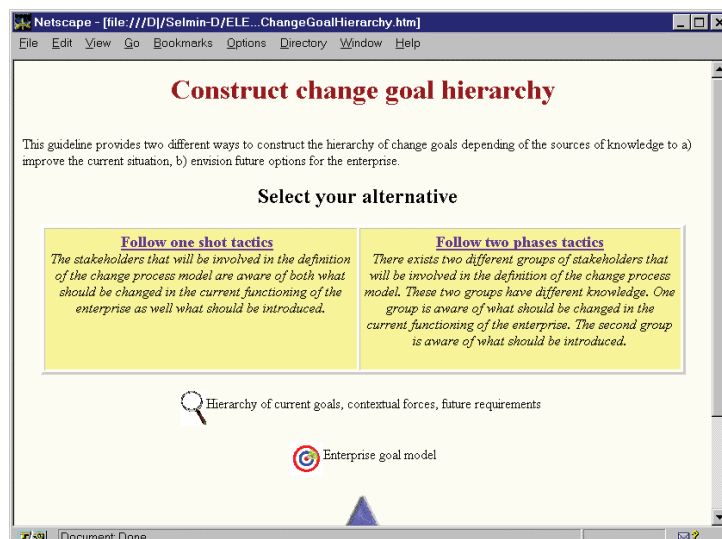 Netscape - [file:///D|/Selmin-D/ELE...ChangeGoalHierarchy.htm]
File Edit View Go Bookmarks Options Directory Window Help
Construct change goal hierarchy
This guideline provides two different ways to construct the hierarchy of change goals depending of the sources of knowledge to a)
improve the current situation, b) envision future options for the enterprise.
Select your alternative
Follow one shot tactics
The stakeholders that will be involved in the definition
of the change process model are aware of both what
should be changed in the current functioning of the
enterprise as well what should be introduced.
Follow two phases tactics
There exists two different groups of stakeholders that
will be involved in the definition of the change process
model. These two groups have different knowledge. One
group is aware of what should be changed in the
current functioning of the enterprise. The second group
is aware of what should be introduced.
Hierarchy of current goals, contextual forces, future requirements
Enterprise goal model
Document: Done